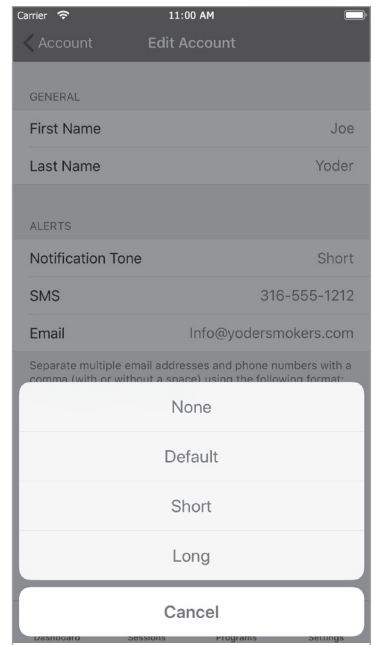 Carrier 11:00 AM
Account Edit Account
GENERAL
First Name Joe
Last Name Yoder
ALERTS
Notification Tone Short
SMS 316-555-1212
Email Info@yodersmokers.com
Separate multiple email addresses and phone numbers with a
comma (with or without a space) using the following format:
None
Default
Short
Long
Cancel
Dashboard Sessions Programs Settings